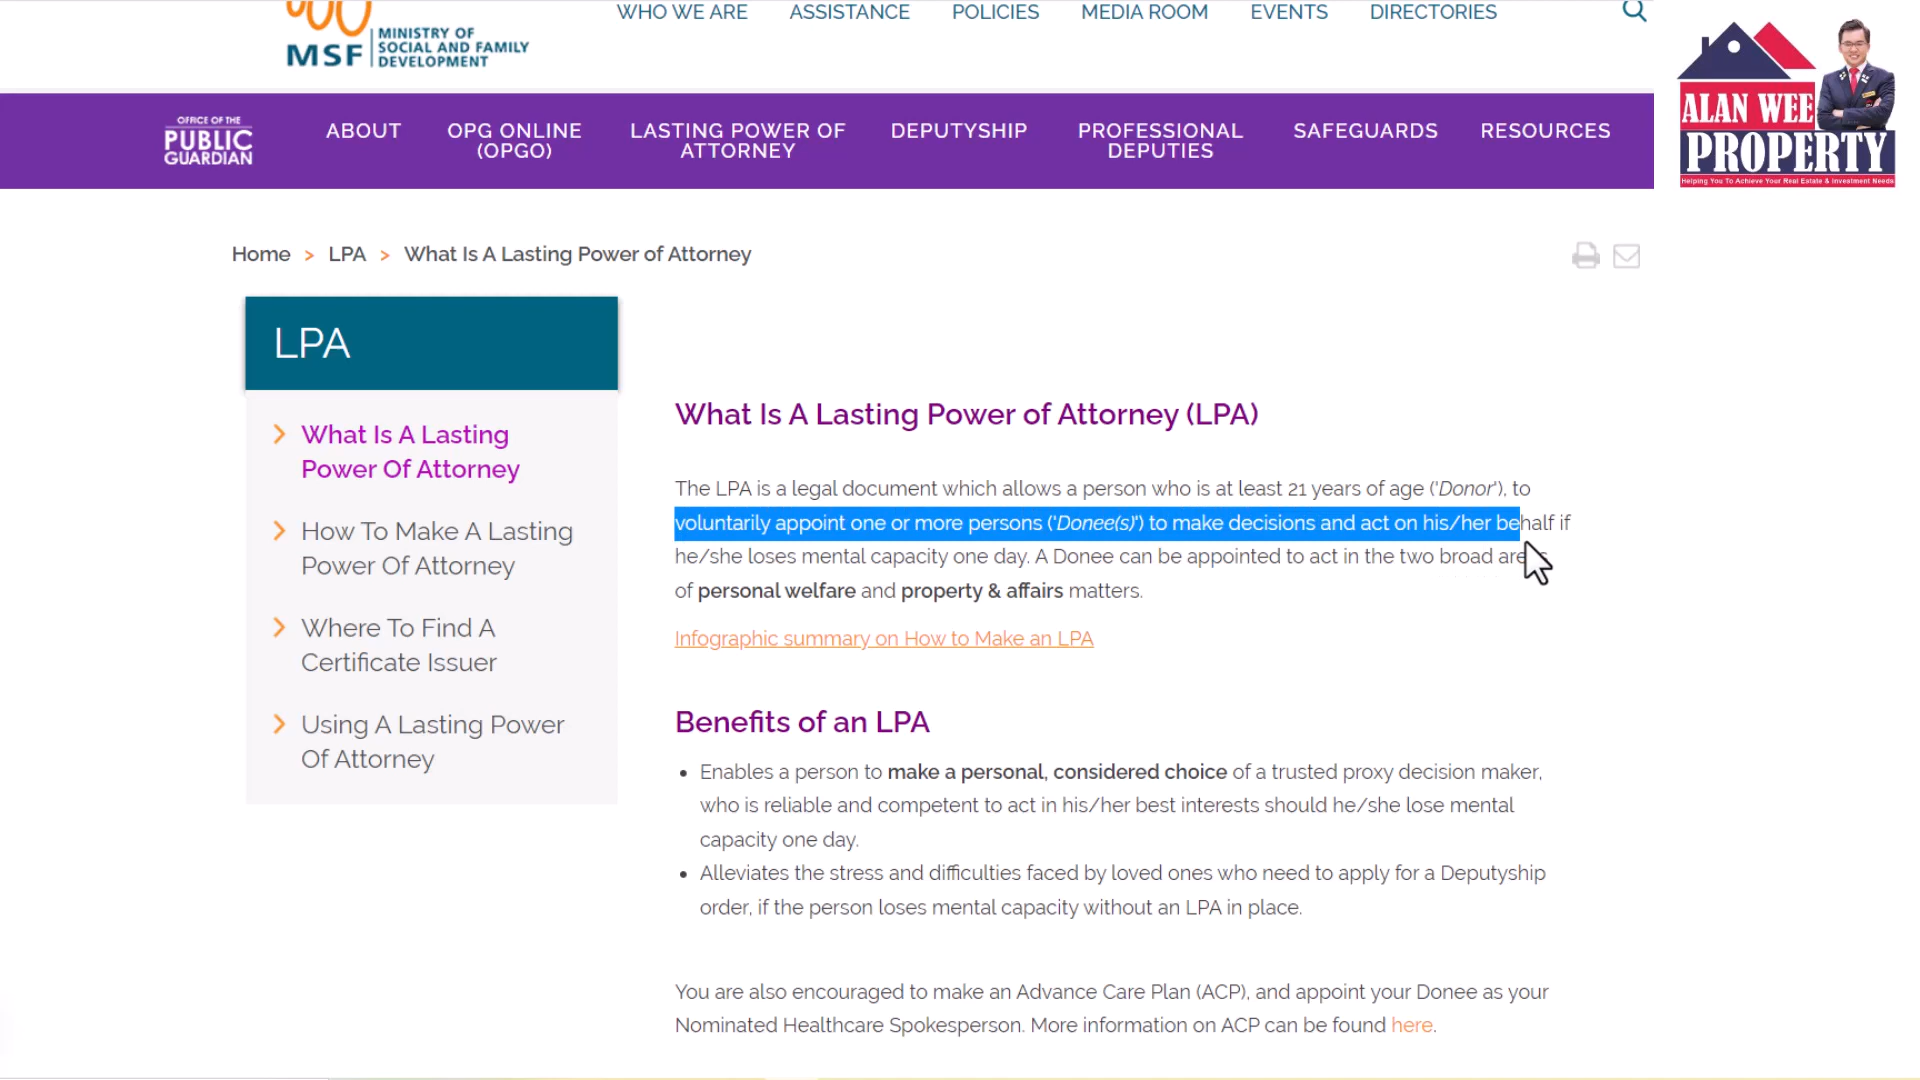 WHO WE ARE ASSISTANCE POLICIES MEDIA ROOM EVENTS DIRECTORIES
MSF
MINISTRY OF
SOCIAL AND FAMILY
DEVELOPMENT
ALAN WEE
PROPERTY
Helping You To Achieve Your Real Estate & Investment Needs
OFFICE OF THE
PUBLIC
GUARDIAN
ABOUT
OPG ONLINE
(OPGO)
LASTING POWER OF
ATTORNEY
DEPUTYSHIP
PROFESSIONAL
DEPUTIES
SAFEGUARDS
RESOURCES
Home > LPA > What Is A Lasting Power of Attorney
LPA
What Is A Lasting
Power Of Attorney
How To Make A Lasting
Power Of Attorney
Where To Find A
Certificate Issuer
Using A Lasting Power
Of Attorney
What Is A Lasting Power of Attorney (LPA)
The LPA is a legal document which allows a person who is at least 21 years of age ('Donor'), to
voluntarily appoint one or more persons ('Donee(s)') to make decisions and act on his/her behalf if
he/she loses mental capacity one day. A Donee can be appointed to act in the two broad areas
of personal welfare and property & affairs matters.
Infographic summary on How to Make an LPA
Benefits of an LPA
• Enables a person to make a personal, considered choice of a trusted proxy decision maker,
who is reliable and competent to act in his/her best interests should he/she lose mental
capacity one day.
• Alleviates the stress and difficulties faced by loved ones who need to apply for a Deputyship
order, if the person loses mental capacity without an LPA in place.
You are also encouraged to make an Advance Care Plan (ACP), and appoint your Donee as your
Nominated Healthcare Spokesperson. More information on ACP can be found here.